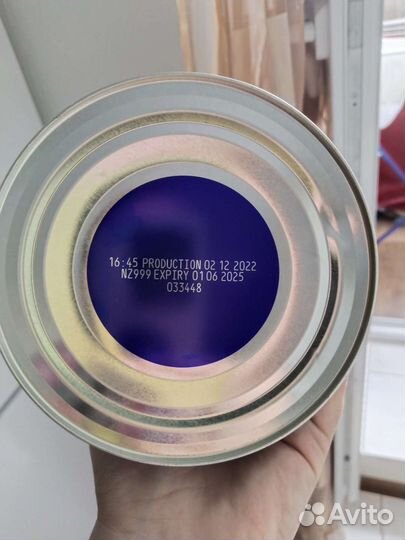 16:45 PRODUCTION 02 12 2022
NZ999 EXPIRY 01 06 2025
033448
Avito